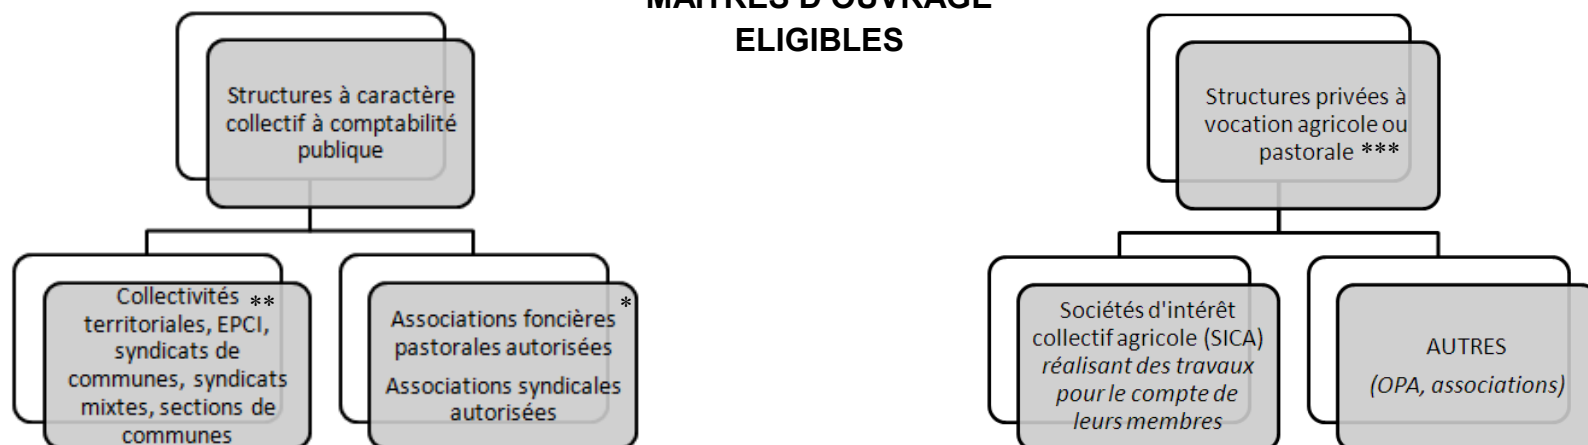 MAITRES D'OUVRAGE
ELIGIBLES
Structures à caractère
collectif à comptabilité
publique
Collectivités **
territoriales, EPCI,
syndicats de
communes, syndicats
mixtes, sections de
communes
Associations foncières *
pastorales autorisées
Associations syndicales
autorisées
Structures privées à
vocation agricole ou
pastorale ***
Sociétés d'intérêt
collectif agricole (SICA)
réalisant des travaux
pour le compte de
leurs membres
AUTRES
(OPA, associations)